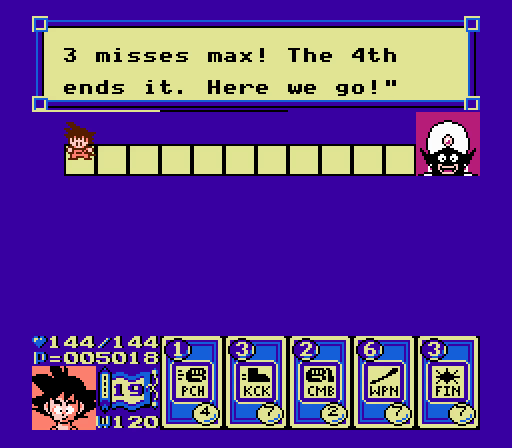 3 misses max! The 4th
ends it. Here we go!"
144/144
P=005018
19
W120
1
PCH
4
3
KCK
7
2
CMB
2
6
WPN
7
3
FIN
7